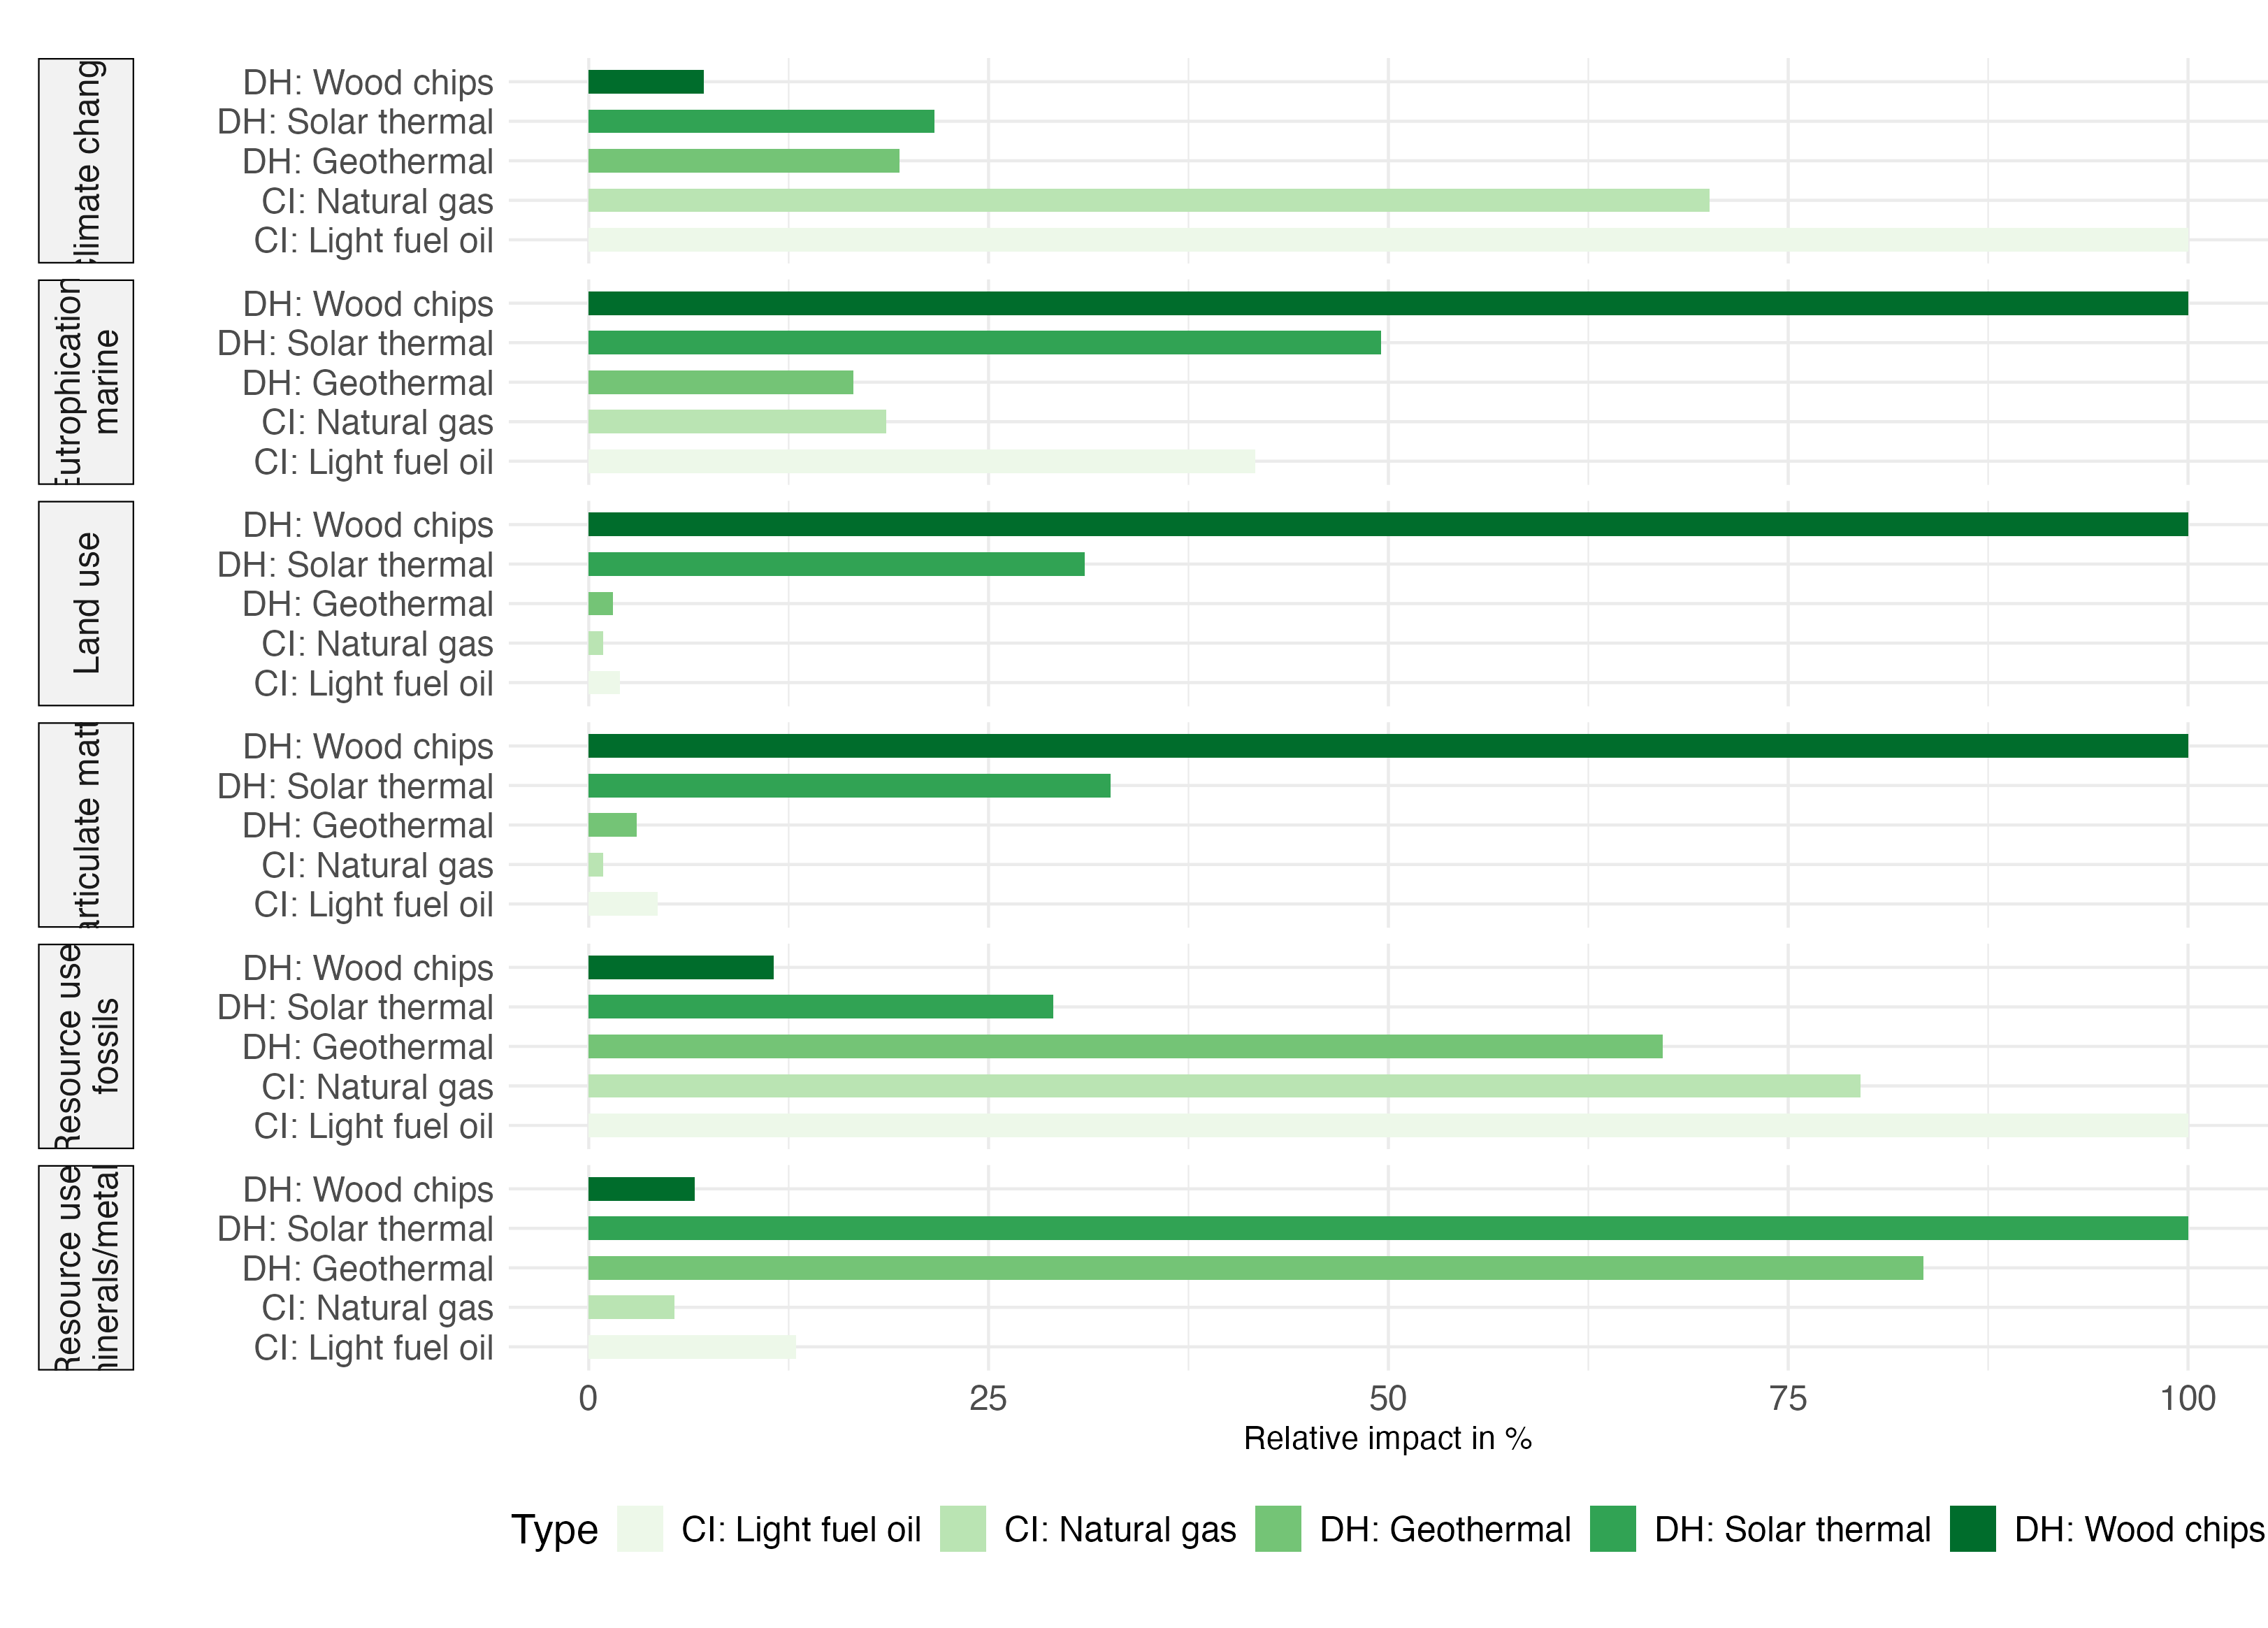 limate chang
DH: Wood chips
DH: Solar thermal
DH: Geothermal
CI: Natural gas
CI: Light fuel oil
Eutrophication
marine
DH: Wood chips
DH: Solar thermal
DH: Geothermal
CI: Natural gas
CI: Light fuel oil
Land use
DH: Wood chips
DH: Solar thermal
DH: Geothermal
CI: Natural gas
CI: Light fuel oil
articulate matt
DH: Wood chips
DH: Solar thermal
DH: Geothermal
CI: Natural gas
CI: Light fuel oil
Resource use
fossils
DH: Wood chips
DH: Solar thermal
DH: Geothermal
CI: Natural gas
CI: Light fuel oil
Resource use
inerals/metal
DH: Wood chips
DH: Solar thermal
DH: Geothermal
CI: Natural gas
CI: Light fuel oil
0 25 50 75 100
Relative impact in %
Type CI: Light fuel oil CI: Natural gas DH: Geothermal DH: Solar thermal DH: Wood chips